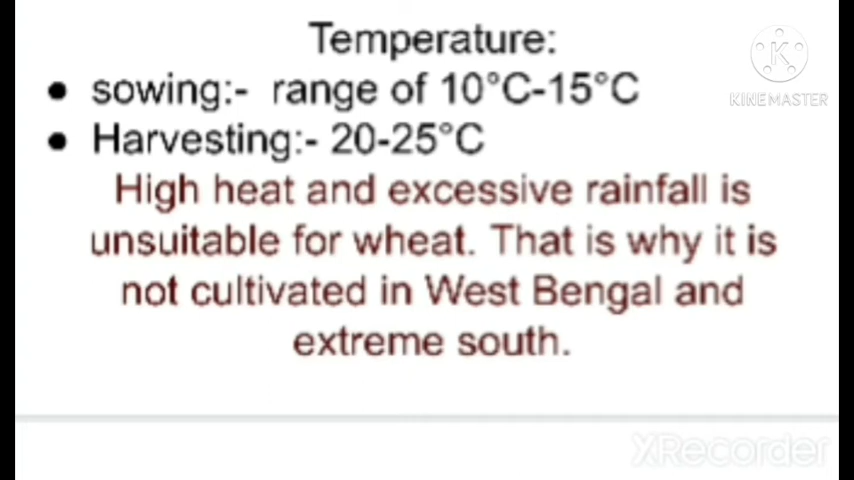 Temperature:
● sowing:- range of 10°C-15°C
● Harvesting:- 20-25°C
High heat and excessive rainfall is
unsuitable for wheat. That is why it is
not cultivated in West Bengal and
extreme south.
K
KINEMASTER
XRecorder